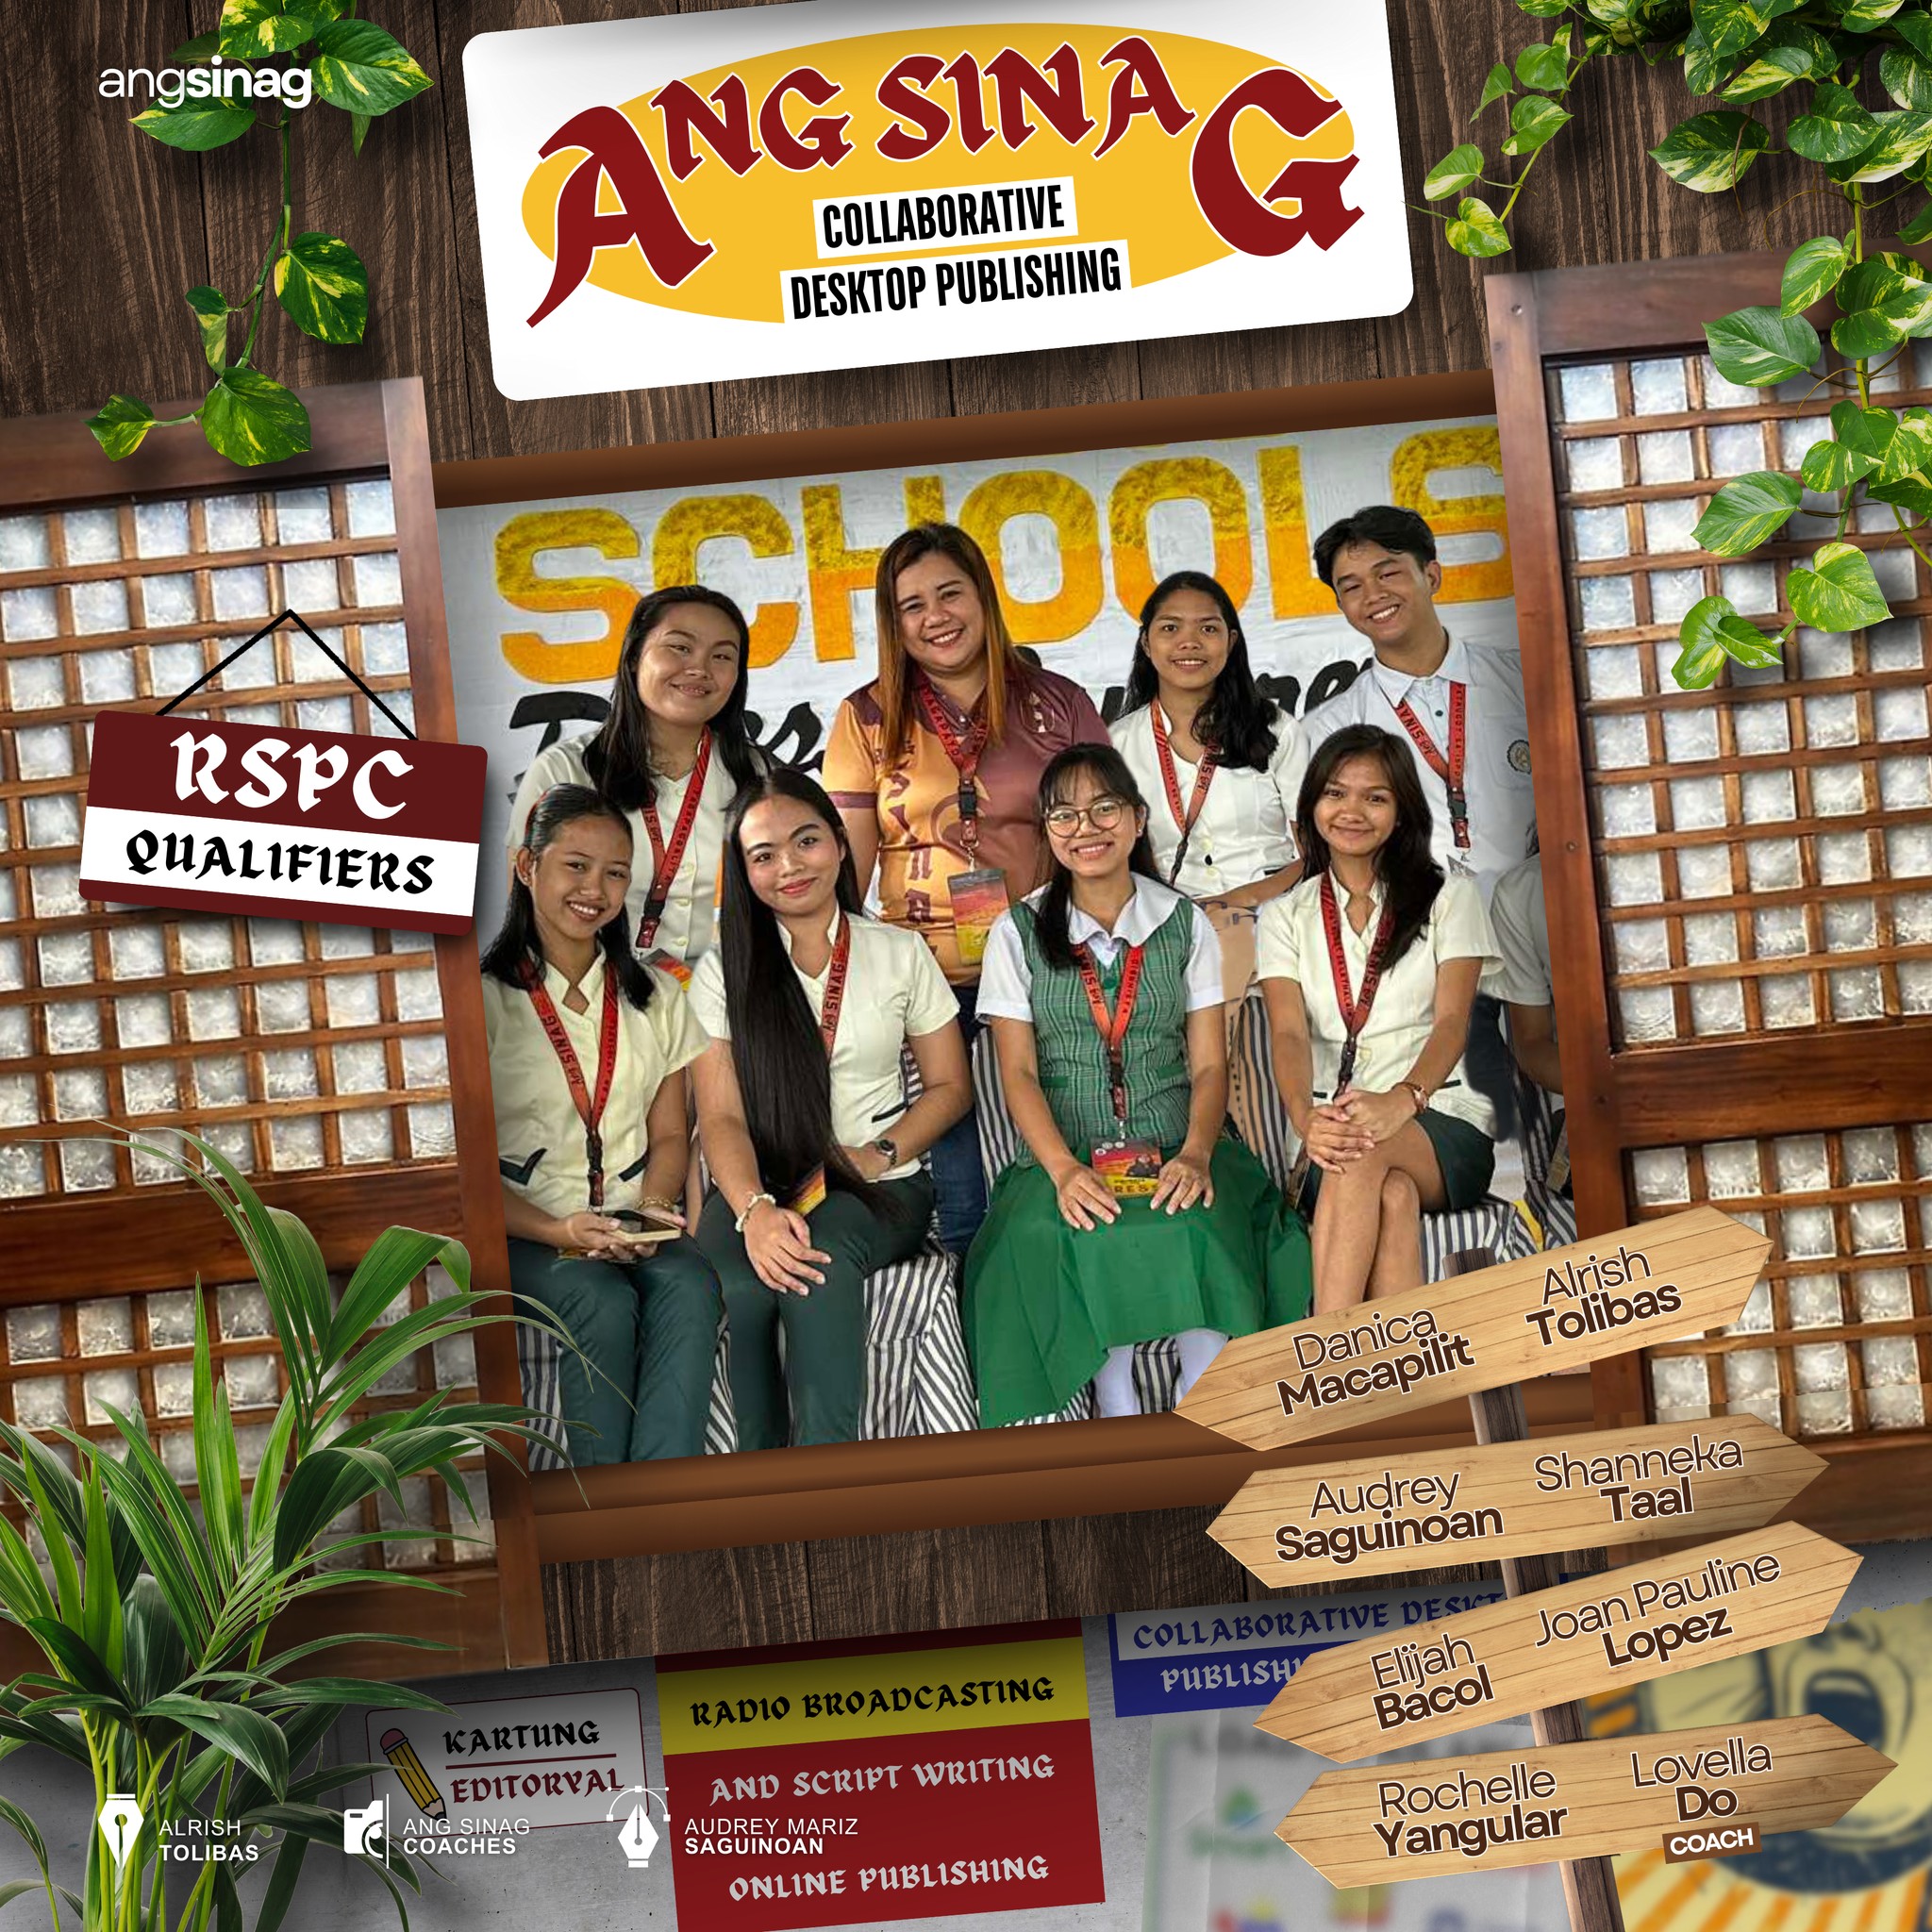 angsinag
ANG SINAG
COLLABORATIVE
DESKTOP PUBLISHING
SCHOOLS
RSPC
QUALIFIERS
Danica
Macapilit
Alrish
Tolibas
Audrey
Saguinoan
Shanneka
Taal
Elijah
Bacol
Joan Pauline
Lopez
Rochelle
Yangular
Lovella
Do
COACH
COLLABORATIVE
KARTUNG
EDITORYAL
RADIO BROADCASTING
AND SCRIPT WRITING
ONLINE PUBLISHING
ALRISH
TOLIBAS
ANG SINAG
COACHES
AUDREY MARIZ
SAGUINOAN